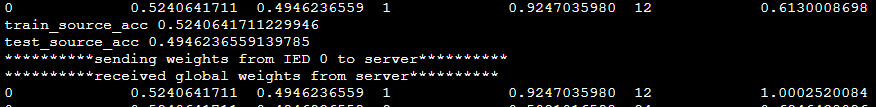 0 0.5240641711 0.4946236559 1 0.9247035980 12 0.6130008698
train_source_acc 0.5240641711229946
test_source_acc 0.4946236559139785
**********sending weights from IED 0 to server**********
**********received global weights from server**********
0 0.5240641711 0.4946236559 1 0.9247035980 12 1.0002520084